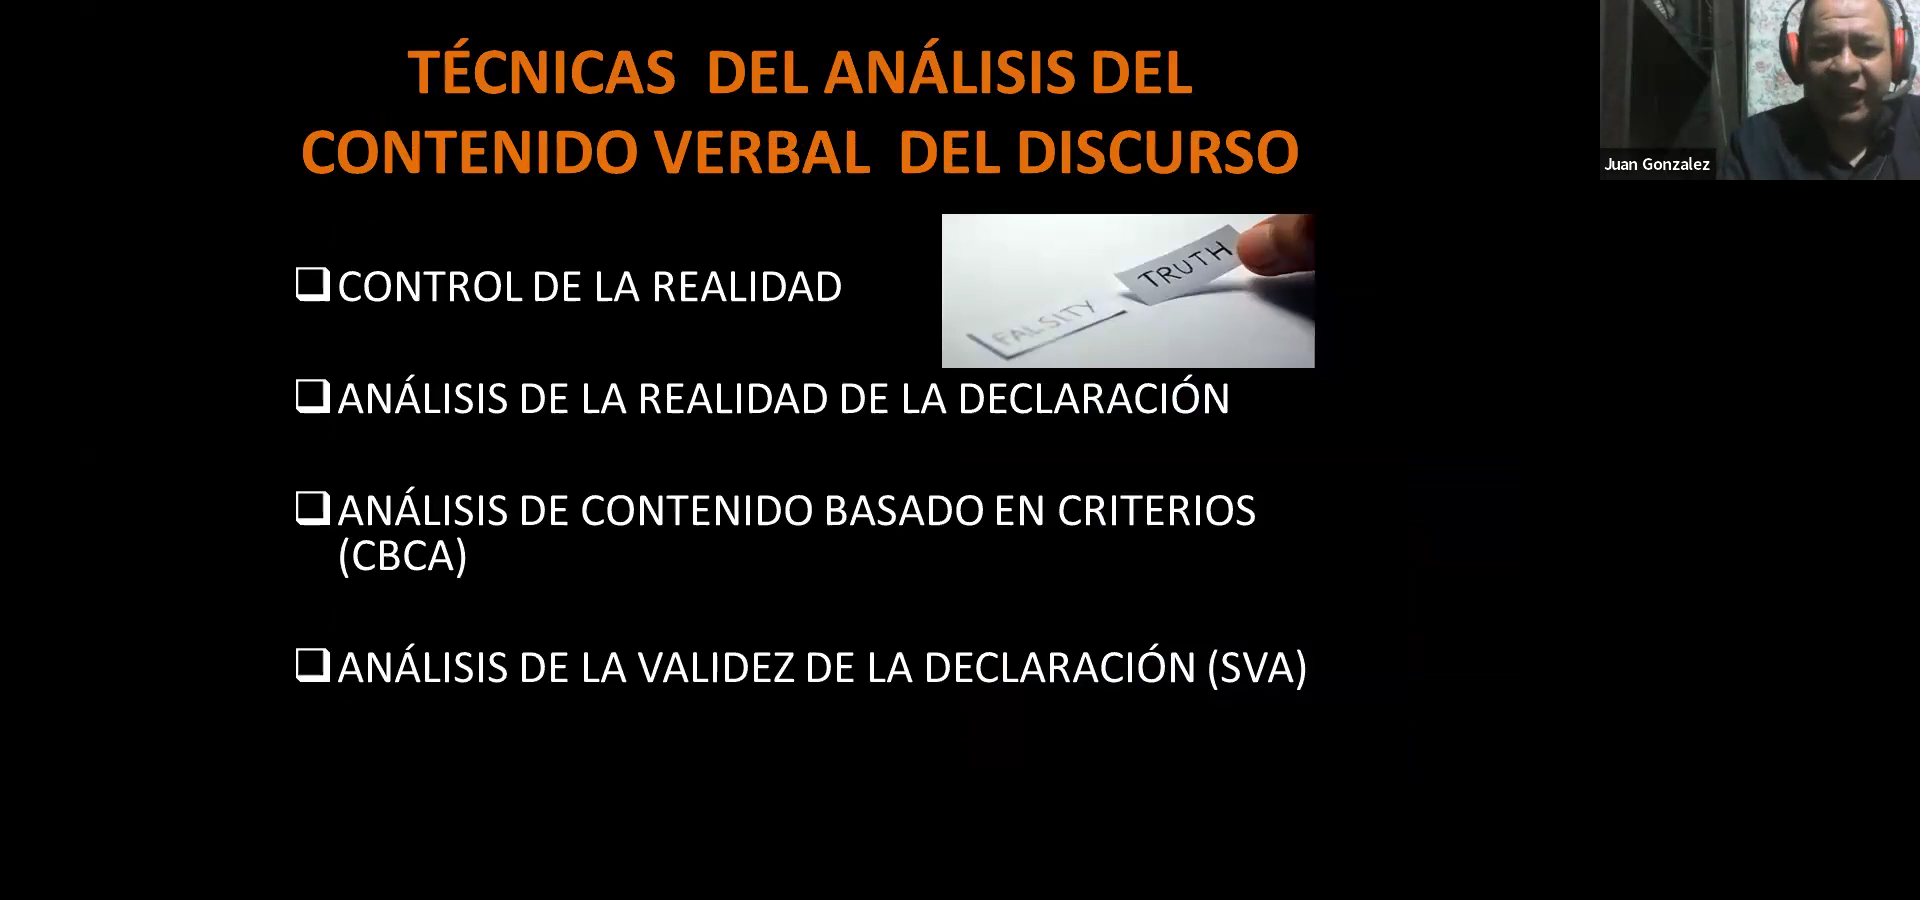 TÉCNICAS DEL ANÁLISIS DEL
CONTENIDO VERBAL DEL DISCURSO
Juan Gonzalez
TRUTH
FALSITY
CONTROL DE LA REALIDAD
ANÁLISIS DE LA REALIDAD DE LA DECLARACIÓN
ANÁLISIS DE CONTENIDO BASADO EN CRITERIOS
(CBCA)
ANÁLISIS DE LA VALIDEZ DE LA DECLARACIÓN (SVA)